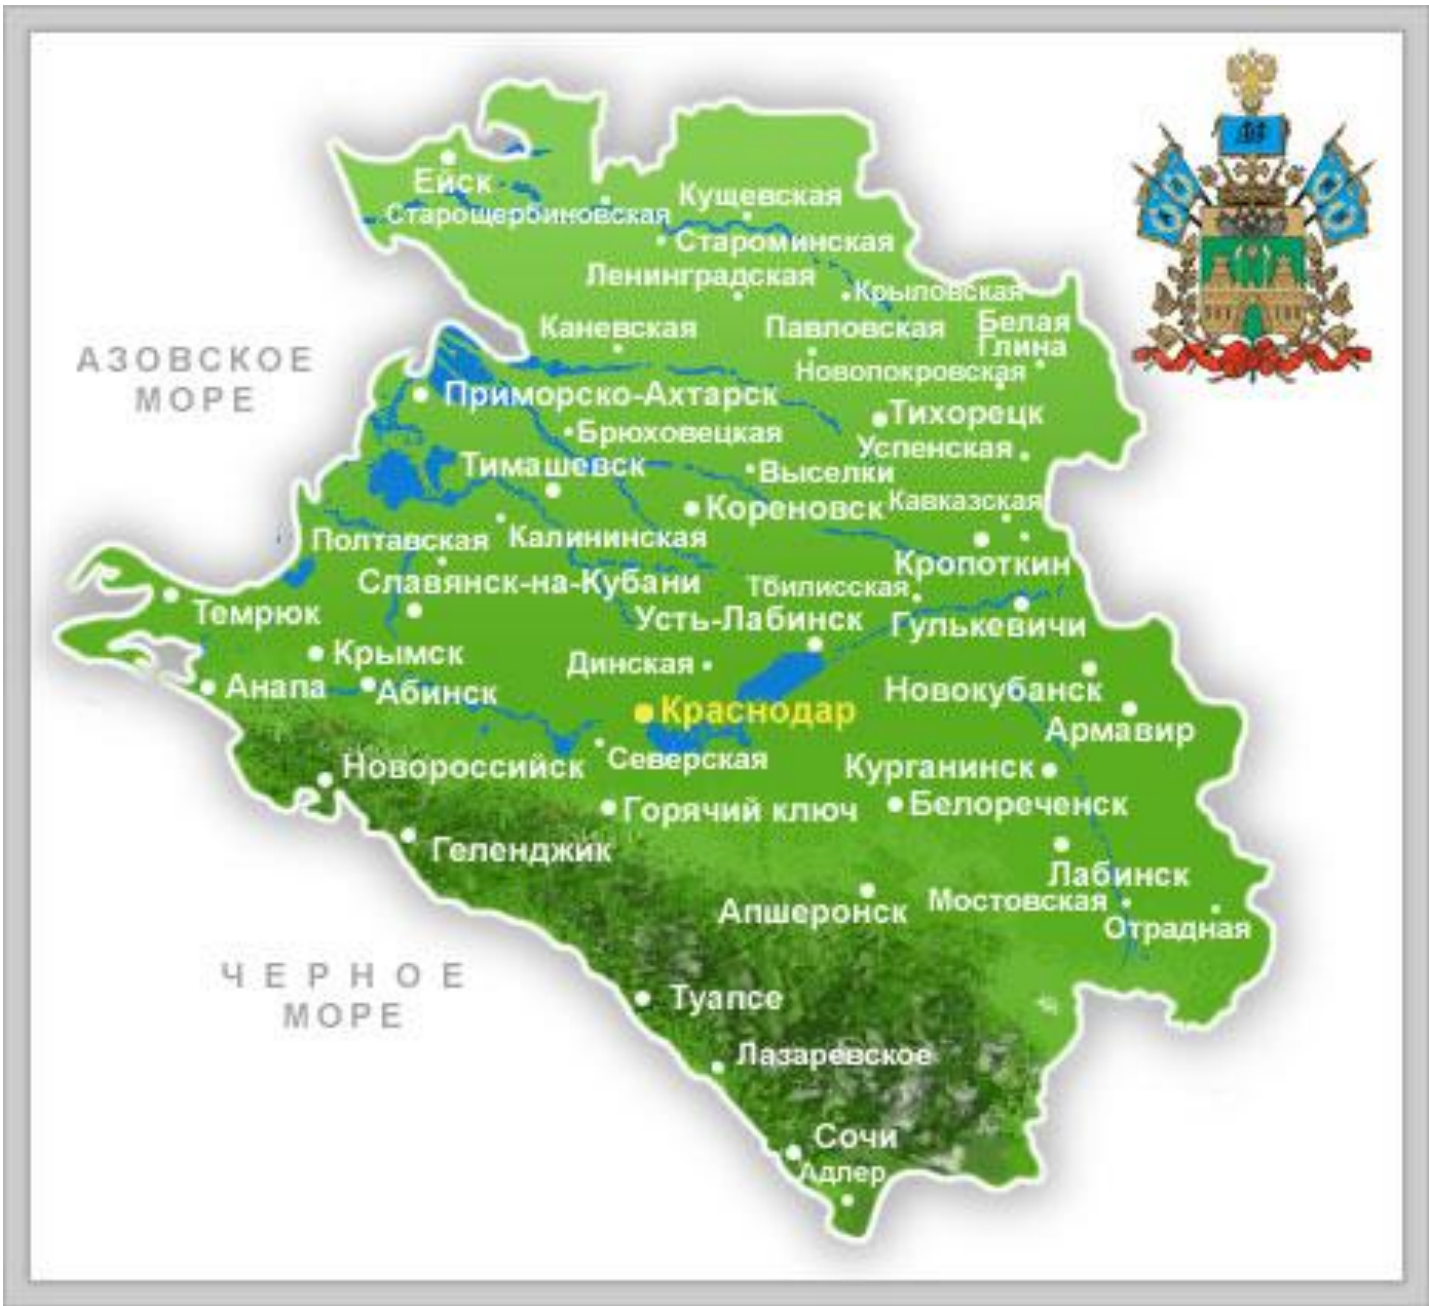 Ейск
Старощербиновская
Кущевская
Староминская
Ленинградская
Крыловская
Каневская
Павловская
Белая
Глина
Новопокровская
АЗОВСКОЕ
МОРЕ
Приморско-Ахтарск
Тихорецк
Брюховецкая
Успенская
Тимашевск
Выселки
Кореновск
Кавказская
Полтавская
Калининская
Кропоткин
Славянск-на-Кубани
Тбилисская
Темрюк
Усть-Лабинск
Гулькевичи
Крымск
Динская
Анапа
Абинск
Новокубанск
Краснодар
Армавир
Новороссийск
Северская
Курганинск
Горячий ключ
Белореченск
Геленджик
Лабинск
Апшеронск
Мостовская
Отрадная
ЧЕРНОЕ
МОРЕ
Туапсе
Лазаревское
Сочи
Адлер